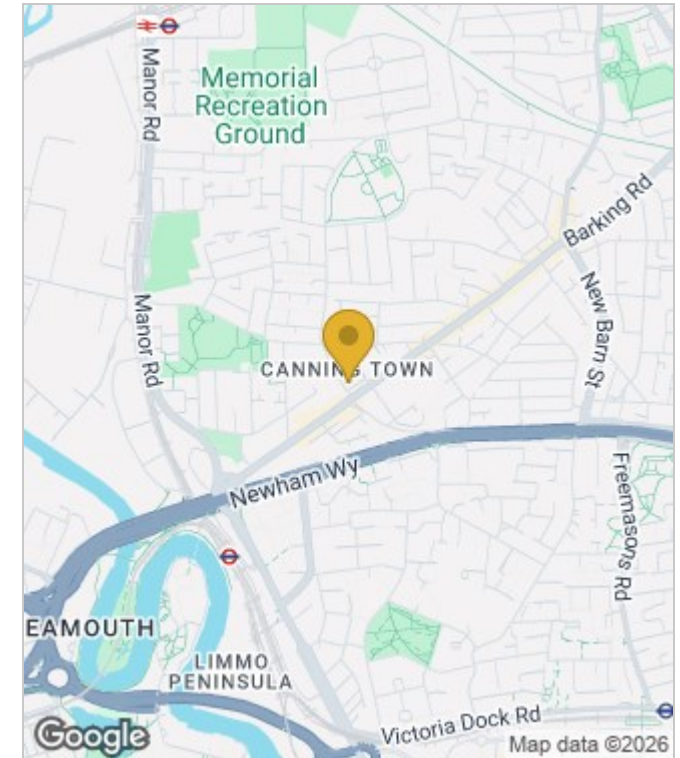 Manor Rd
Memorial
Recreation
Ground
Barking Rd
New Barn St
Manor Rd
CANNING TOWN
Newham Wy
Freemasons Rd
EAMOUTH
LIMMO
PENINSULA
Victoria Dock Rd
Google
Map data ©2026